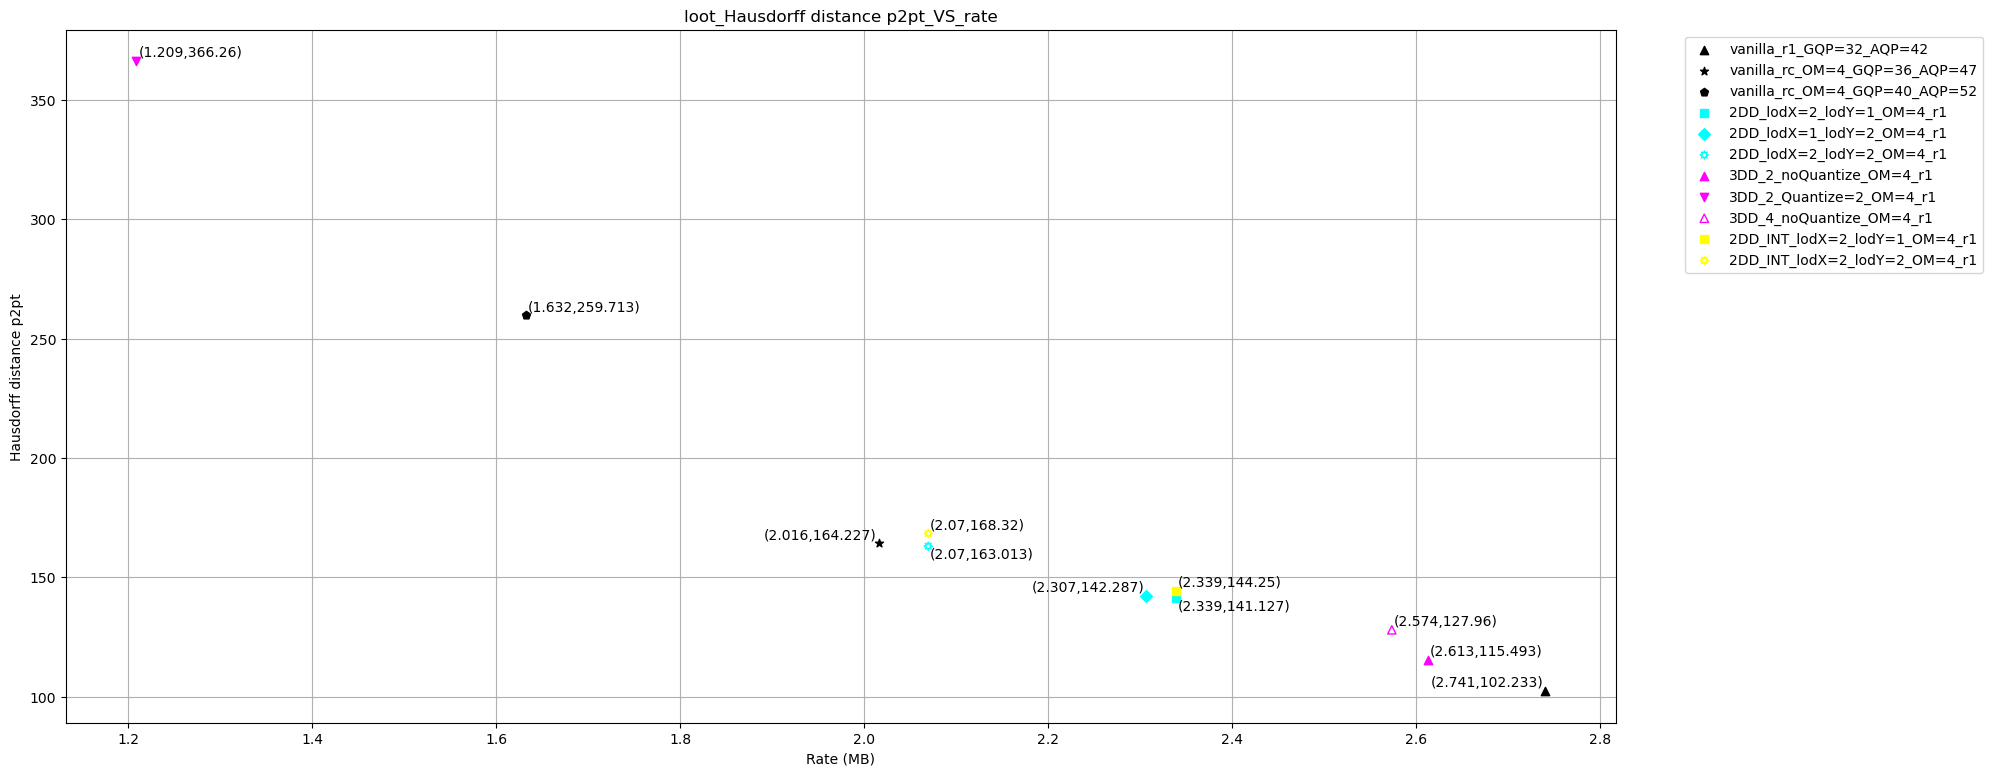 loot_Hausdorff distance p2pt_VS_rate
(1.209,366.26)
(1.632,259.713)
(2.016,164.227)
(2.07,168.32)
(2.07,163.013)
(2.307,142.287)
(2.339,144.25)
(2.339,141.127)
(2.574,127.96)
(2.613,115.493)
(2.741,102.233)
Hausdorff distance p2pt
350
300
250
200
150
100
1.2 1.4 1.6 1.8 2.0 2.2 2.4 2.6 2.8
Rate (MB)
vanilla_r1_GQP=32_AQP=42
vanilla_rc_OM=4_GQP=36_AQP=47
vanilla_rc_OM=4_GQP=40_AQP=52
2DD_lodX=2_lodY=1_OM=4_r1
2DD_lodX=1_lodY=2_OM=4_r1
2DD_lodX=2_lodY=2_OM=4_r1
3DD_2_noQuantize_OM=4_r1
3DD_2_Quantize=2_OM=4_r1
3DD_4_noQuantize_OM=4_r1
2DD_INT_lodX=2_lodY=1_OM=4_r1
2DD_INT_lodX=2_lodY=2_OM=4_r1